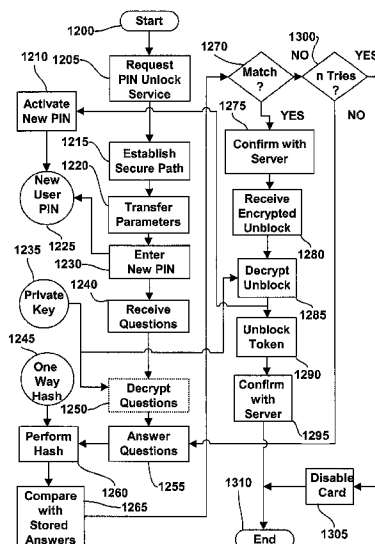 1200
Start
1205
Request
PIN Unlock
Service
1210
Activate
New PIN
1215
Establish
Secure Path
1220
Transfer
Parameters
New
User
PIN
1225
1230
Enter
New PIN
1235
Private
Key
1240
Receive
Questions
1245
One
Way
Hash
1250
Decrypt
Questions
Perform
Hash
1260
Answer
Questions
1255
Compare
with
Stored
Answers
1265
1270
Match
?
NO
YES
1300
n Tries
?
YES
NO
1275
Confirm with
Server
Receive
Encrypted
Unblock
1280
Decrypt
Unblock
1285
Unblock
Token
1290
Confirm
with
Server
1295
Disable
Card
1305
1310
End